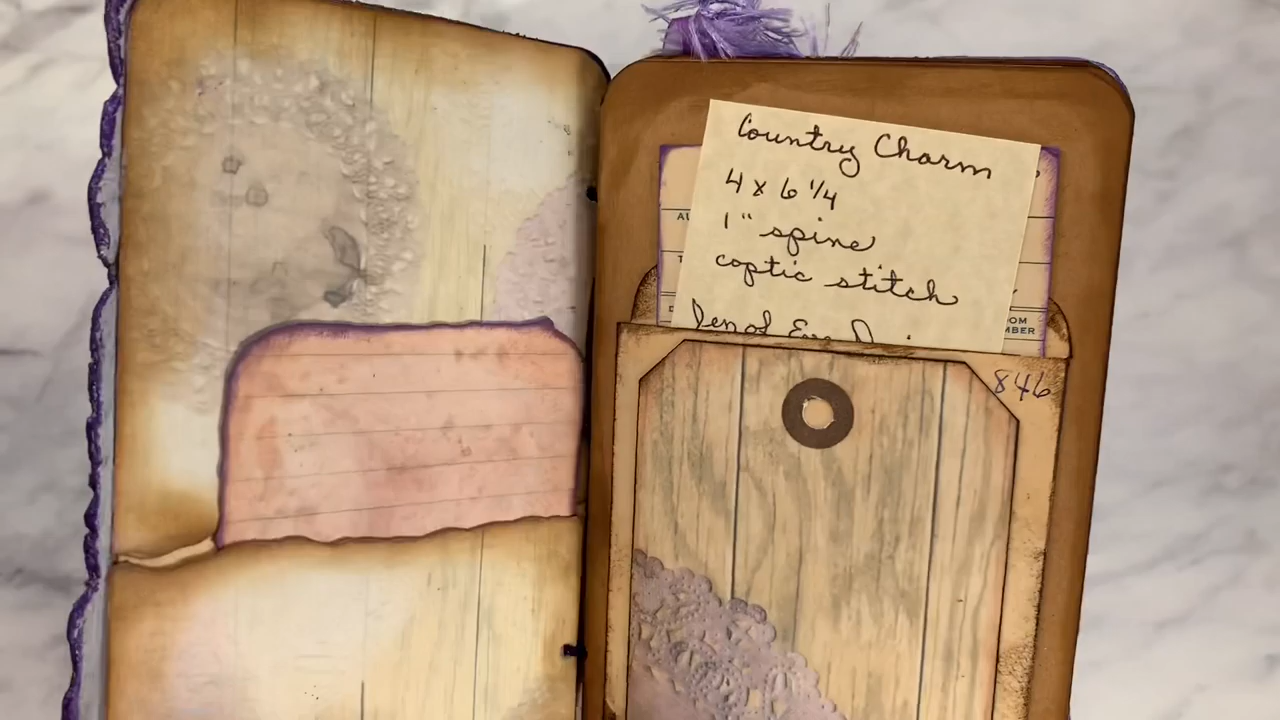 Country Charm
4 x 6 1/4
1" spine
coptic stitch
846